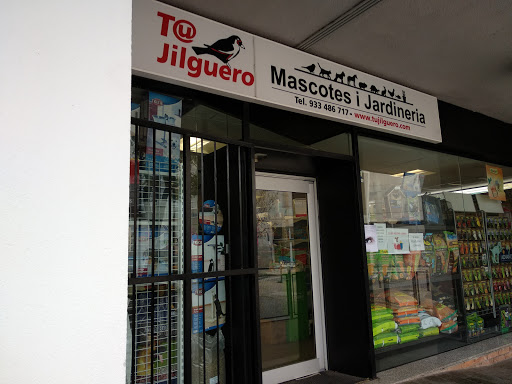 T@
Jilguero
Mascotes i Jardineria
Tel. 933 486 717 • www.tujilguero.com